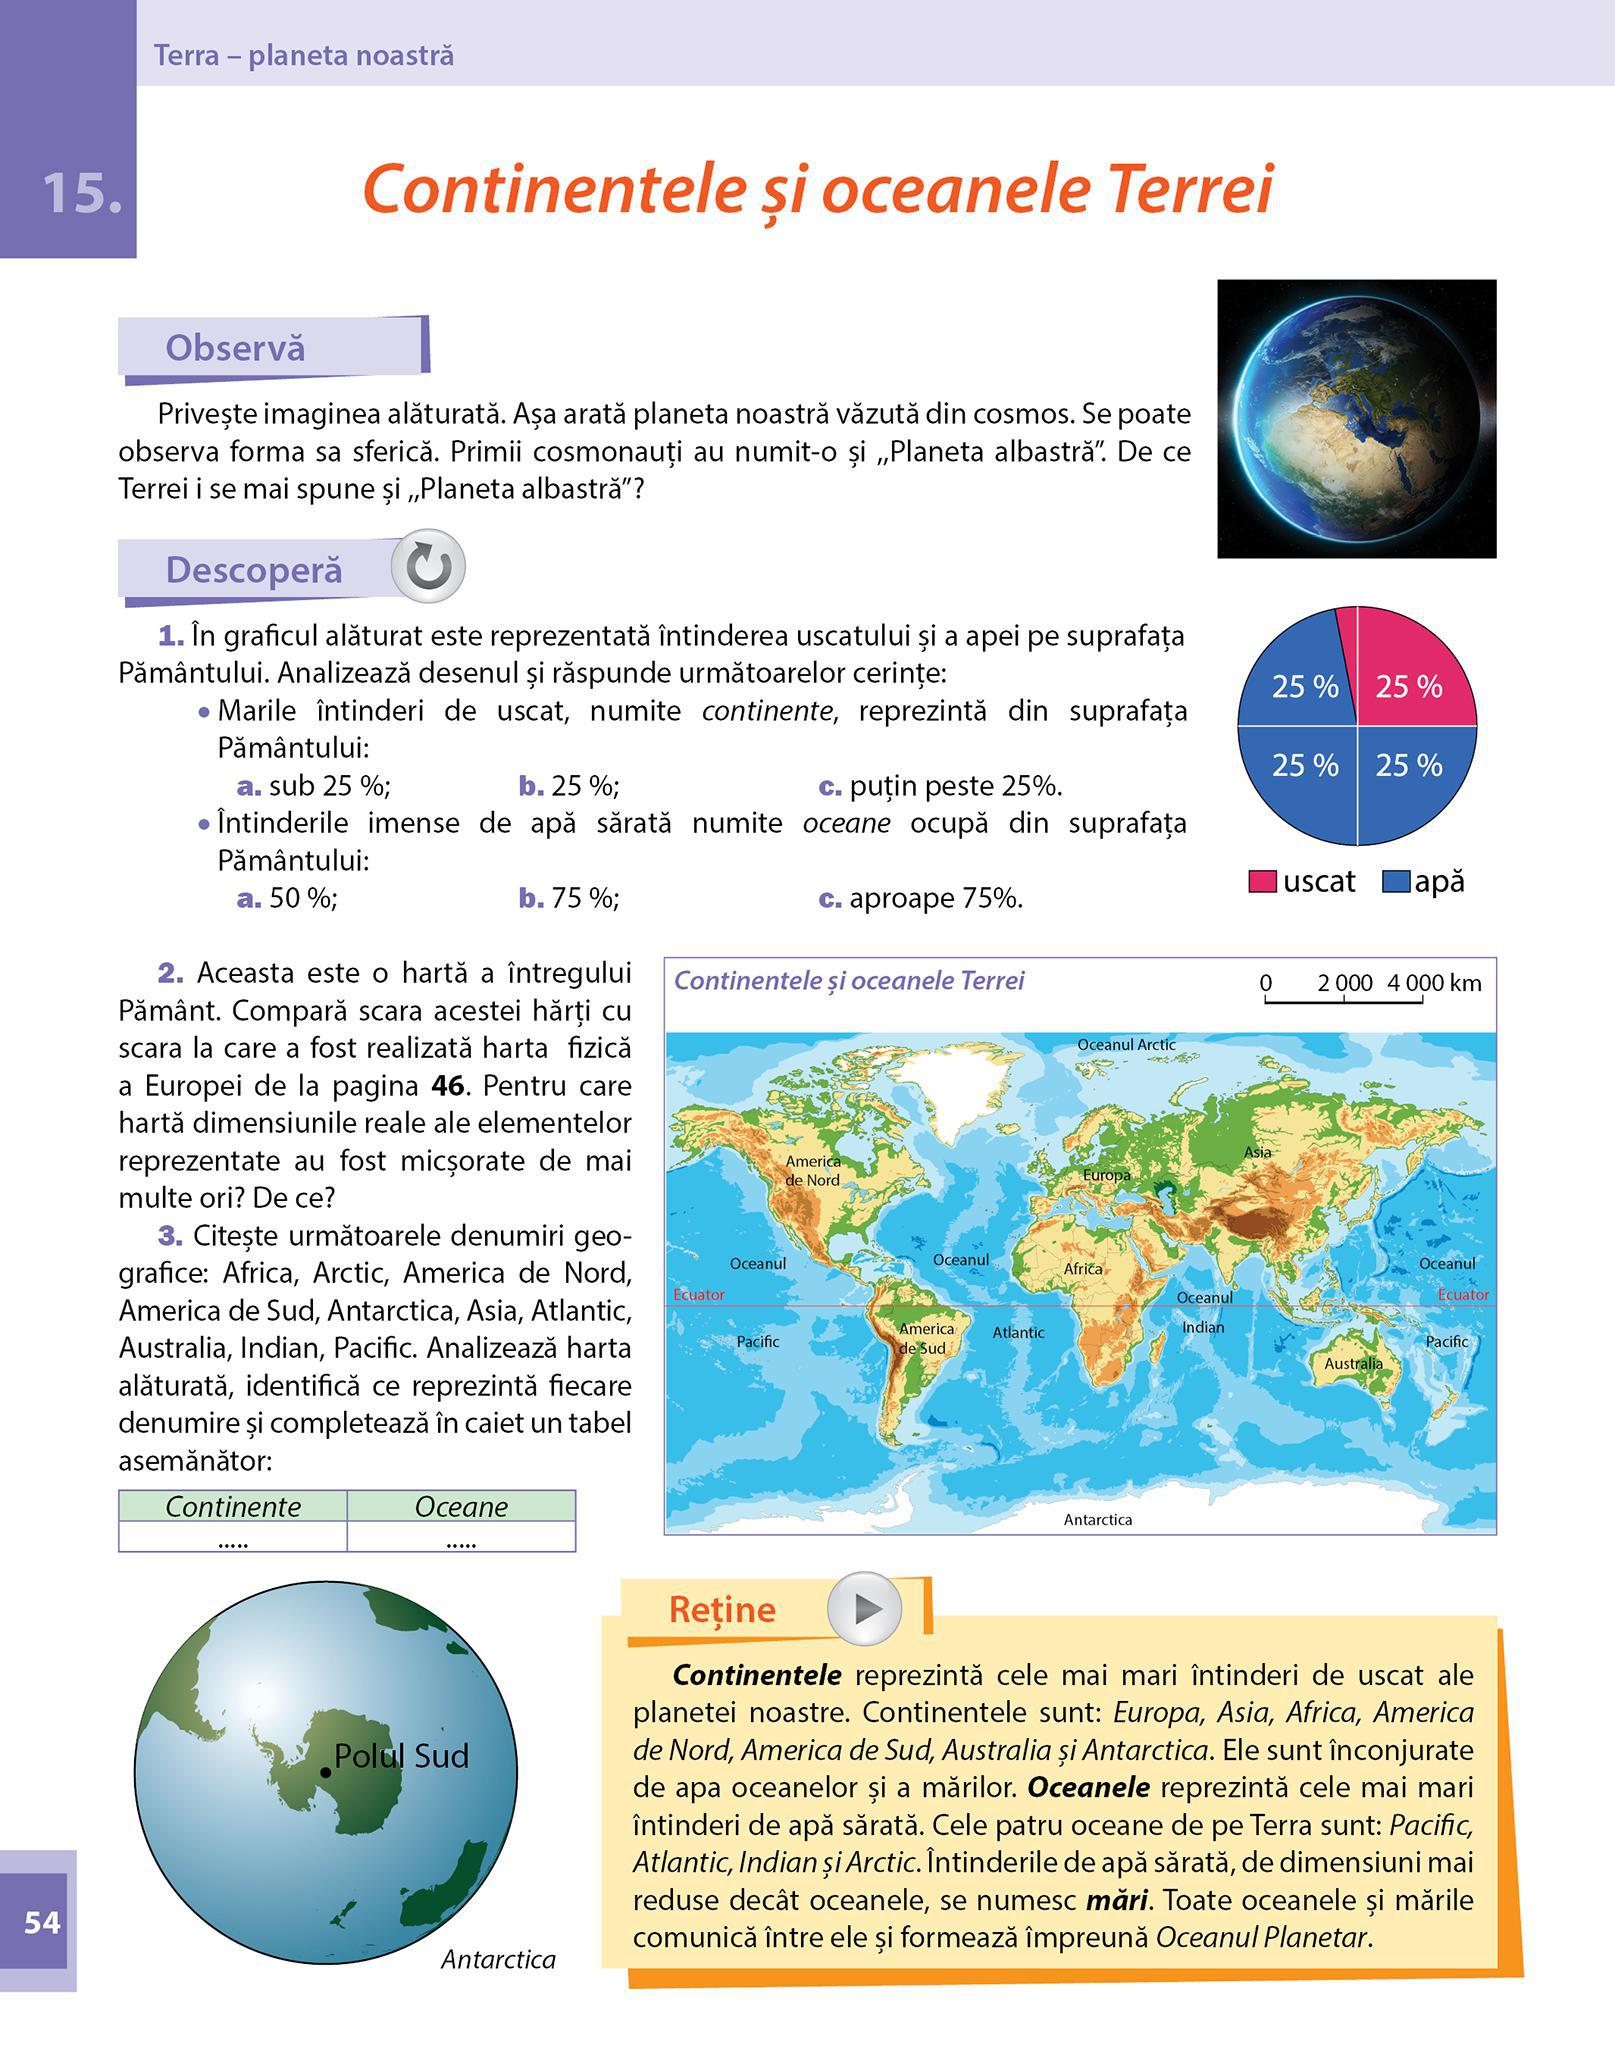 Terra – planeta noastră
15.
Continentele și oceanele Terrei
Observă
Privește imaginea alăturată. Așa arată planeta noastră văzută din cosmos. Se poate
observa forma sa sferică. Primii cosmonauți au numit-o și ,,Planeta albastră”. De ce
Terrei i se mai spune și ,,Planeta albastră”?
Descoperă
1. În graficul alăturat este reprezentată întinderea uscatului și a apei pe suprafața
Pământului. Analizează desenul și răspunde următoarelor cerințe:
• Marile întinderi de uscat, numite continente, reprezintă din suprafața
Pământului:
a. sub 25 %; b. 25 %; c. puțin peste 25%.
• Întinderile imense de apă sărată numite oceane ocupă din suprafața
Pământului:
a. 50 %; b. 75 %; c. aproape 75%.
25 % 25 %
25 % 25 %
uscat apă
2. Aceasta este o hartă a întregului
Pământ. Compară scara acestei hărți cu
scara la care a fost realizată harta fizică
a Europei de la pagina 46. Pentru care
hartă dimensiunile reale ale elementelor
reprezentate au fost micșorate de mai
multe ori? De ce?
3. Citește următoarele denumiri geo-
grafice: Africa, Arctic, America de Nord,
America de Sud, Antarctica, Asia, Atlantic,
Australia, Indian, Pacific. Analizează harta
alăturată, identifică ce reprezintă fiecare
denumire și completează în caiet un tabel
asemănător:
Continente Oceane
..... .....
Continentele și oceanele Terrei
0 2 000 4 000 km
Oceanul Arctic
America
de Nord
Europa
Asia
Oceanul
Oceanul
Africa
Oceanul
Ecuator
Oceanul
Ecuator
Pacific
America
de Sud
Atlantic
Indian
Australia
Pacific
Antarctica
Polul Sud
Antarctica
Reține
Continentele reprezintă cele mai mari întinderi de uscat ale
planetei noastre. Continentele sunt: Europa, Asia, Africa, America
de Nord, America de Sud, Australia și Antarctica. Ele sunt înconjurate
de apa oceanelor și a mărilor. Oceanele reprezintă cele mai mari
întinderi de apă sărată. Cele patru oceane de pe Terra sunt: Pacific,
Atlantic, Indian și Arctic. Întinderile de apă sărată, de dimensiuni mai
reduse decât oceanele, se numesc mări. Toate oceanele și mările
comunică între ele și formează împreună Oceanul Planetar.
54